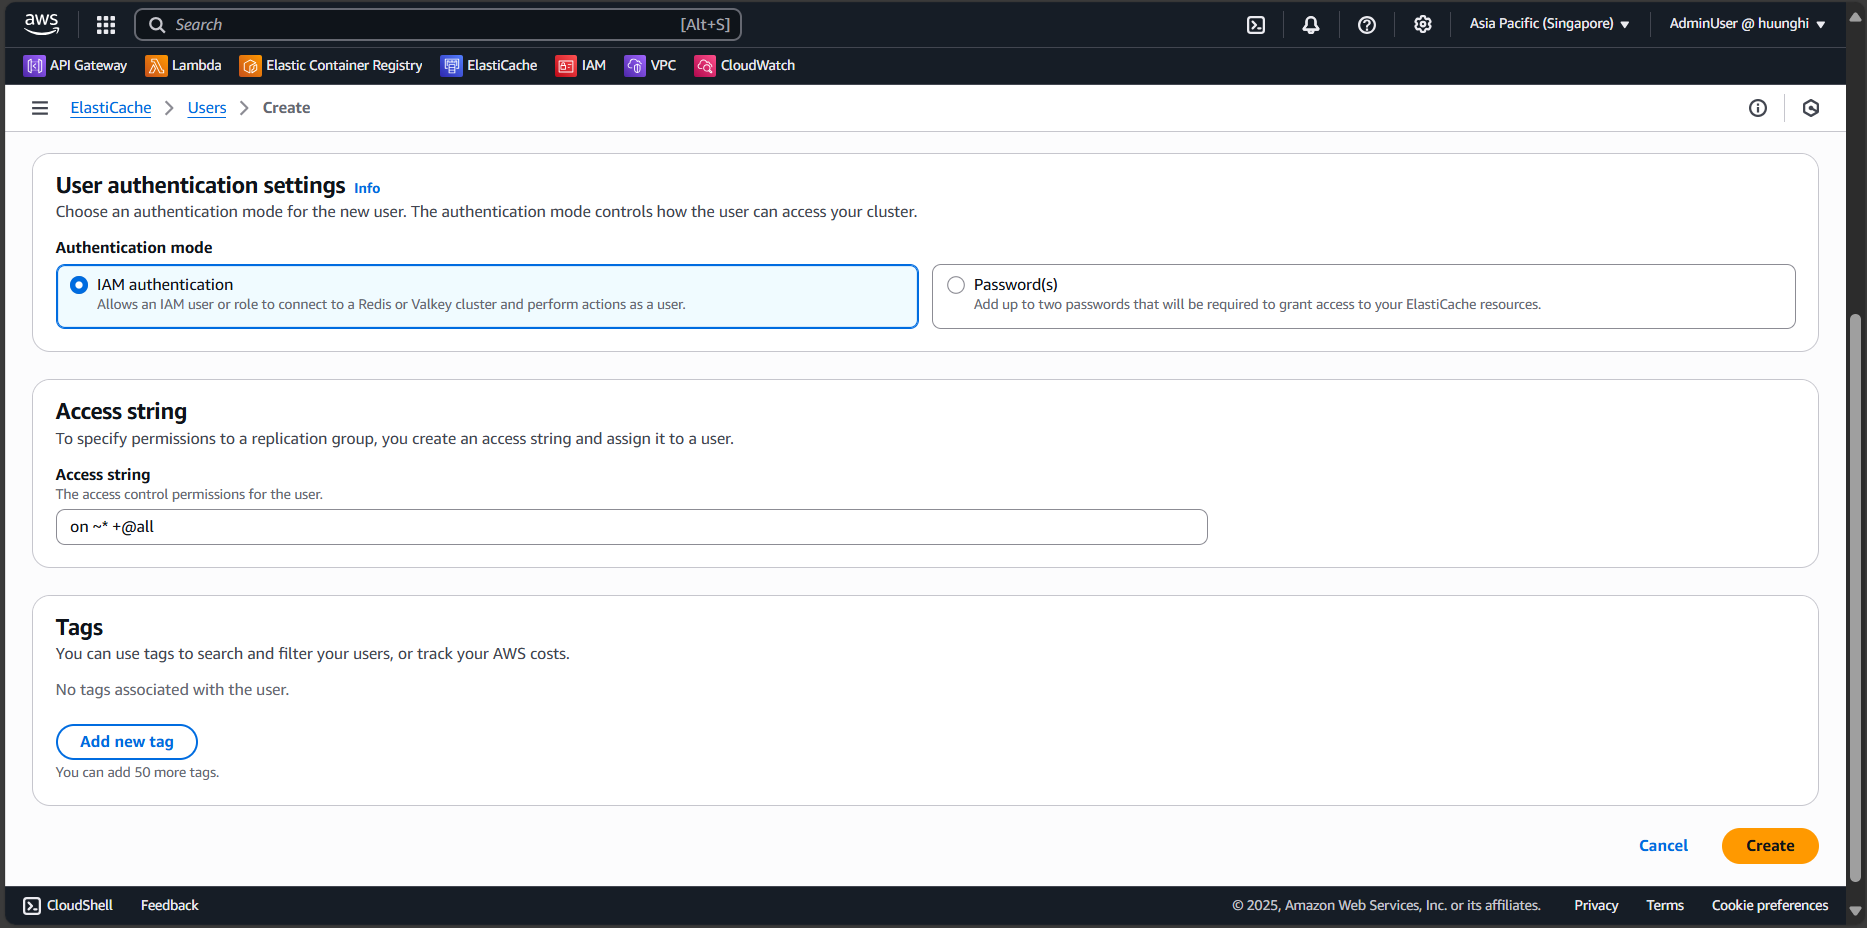 aws
Search [Alt+S]
Asia Pacific (Singapore)
AdminUser @ huunghi
API Gateway
Lambda
Elastic Container Registry
ElastiCache
IAM
VPC
CloudWatch
ElastiCache
Users
Create
User authentication settings Info
Choose an authentication mode for the new user. The authentication mode controls how the user can access your cluster.
Authentication mode
IAM authentication
Allows an IAM user or role to connect to a Redis or Valkey cluster and perform actions as a user.
Password(s)
Add up to two passwords that will be required to grant access to your ElastiCache resources.
Access string
To specify permissions to a replication group, you create an access string and assign it to a user.
Access string
The access control permissions for the user.
on ~* +@all
Tags
You can use tags to search and filter your users, or track your AWS costs.
No tags associated with the user.
Add new tag
You can add 50 more tags.
Cancel
Create
CloudShell
Feedback
© 2025, Amazon Web Services, Inc. or its affiliates.
Privacy
Terms
Cookie preferences